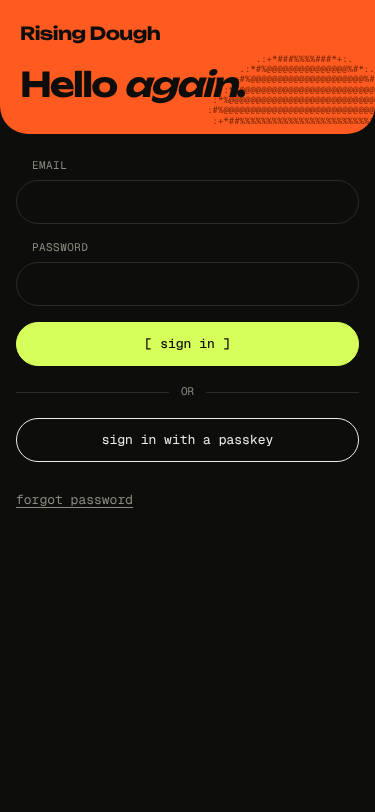 Rising Dough
Hello again.
EMAIL
PASSWORD
[ sign in ]
OR
sign in with a passkey
forgot password